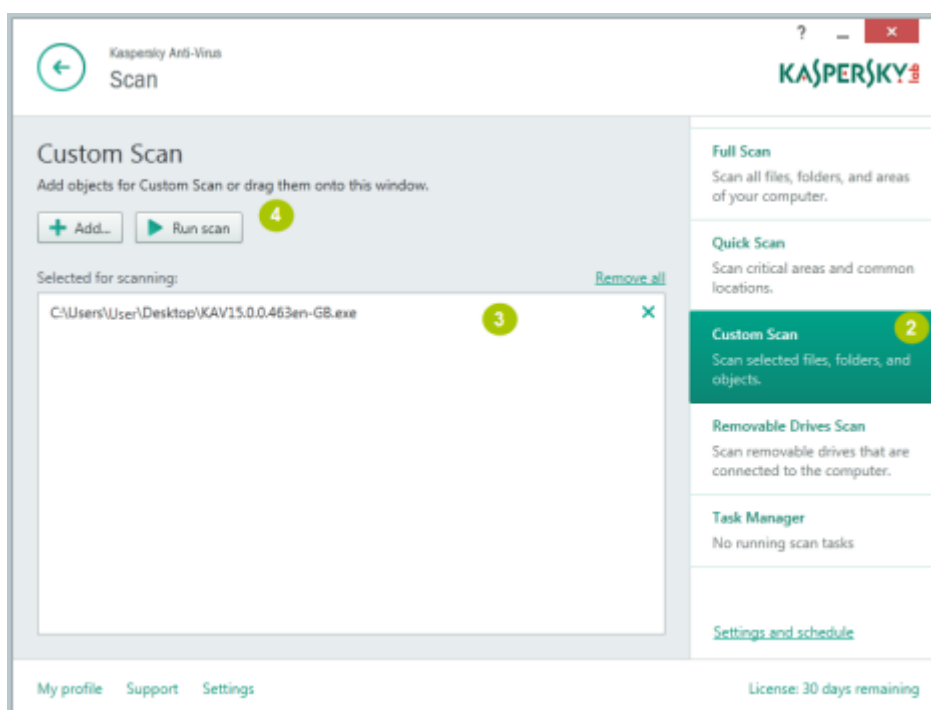 Kaspersky Anti-Virus
Scan
? _ ×
KASPERSKY lab
Custom Scan
Add objects for Custom Scan or drag them onto this window.
+ Add... Run scan 4
Selected for scanning: Remove all
C:\Users\User\Desktop\KAV15.0.0.463en-GB.exe 3 ×
Full Scan
Scan all files, folders, and areas
of your computer.
Quick Scan
Scan critical areas and common
locations.
Custom Scan 2
Scan selected files, folders, and
objects.
Removable Drives Scan
Scan removable drives that are
connected to the computer.
Task Manager
No running scan tasks
Settings and schedule
My profile Support Settings
License: 30 days remaining